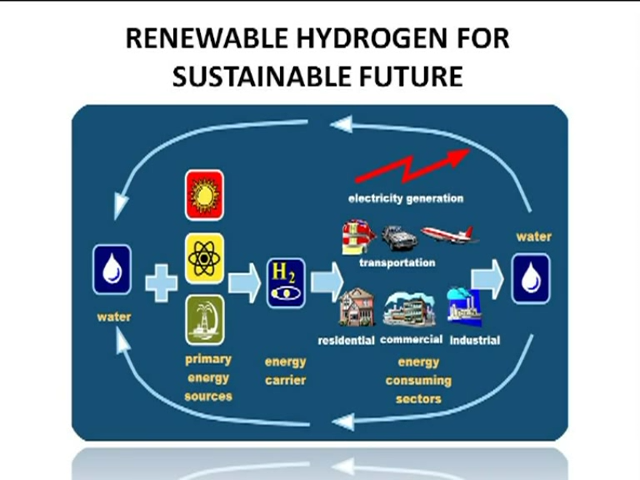 RENEWABLE HYDROGEN FOR
SUSTAINABLE FUTURE
electricity generation
water
transportation
H2
water
residential commercial industrial
primary
energy
sources
energy
carrier
energy
consuming
sectors